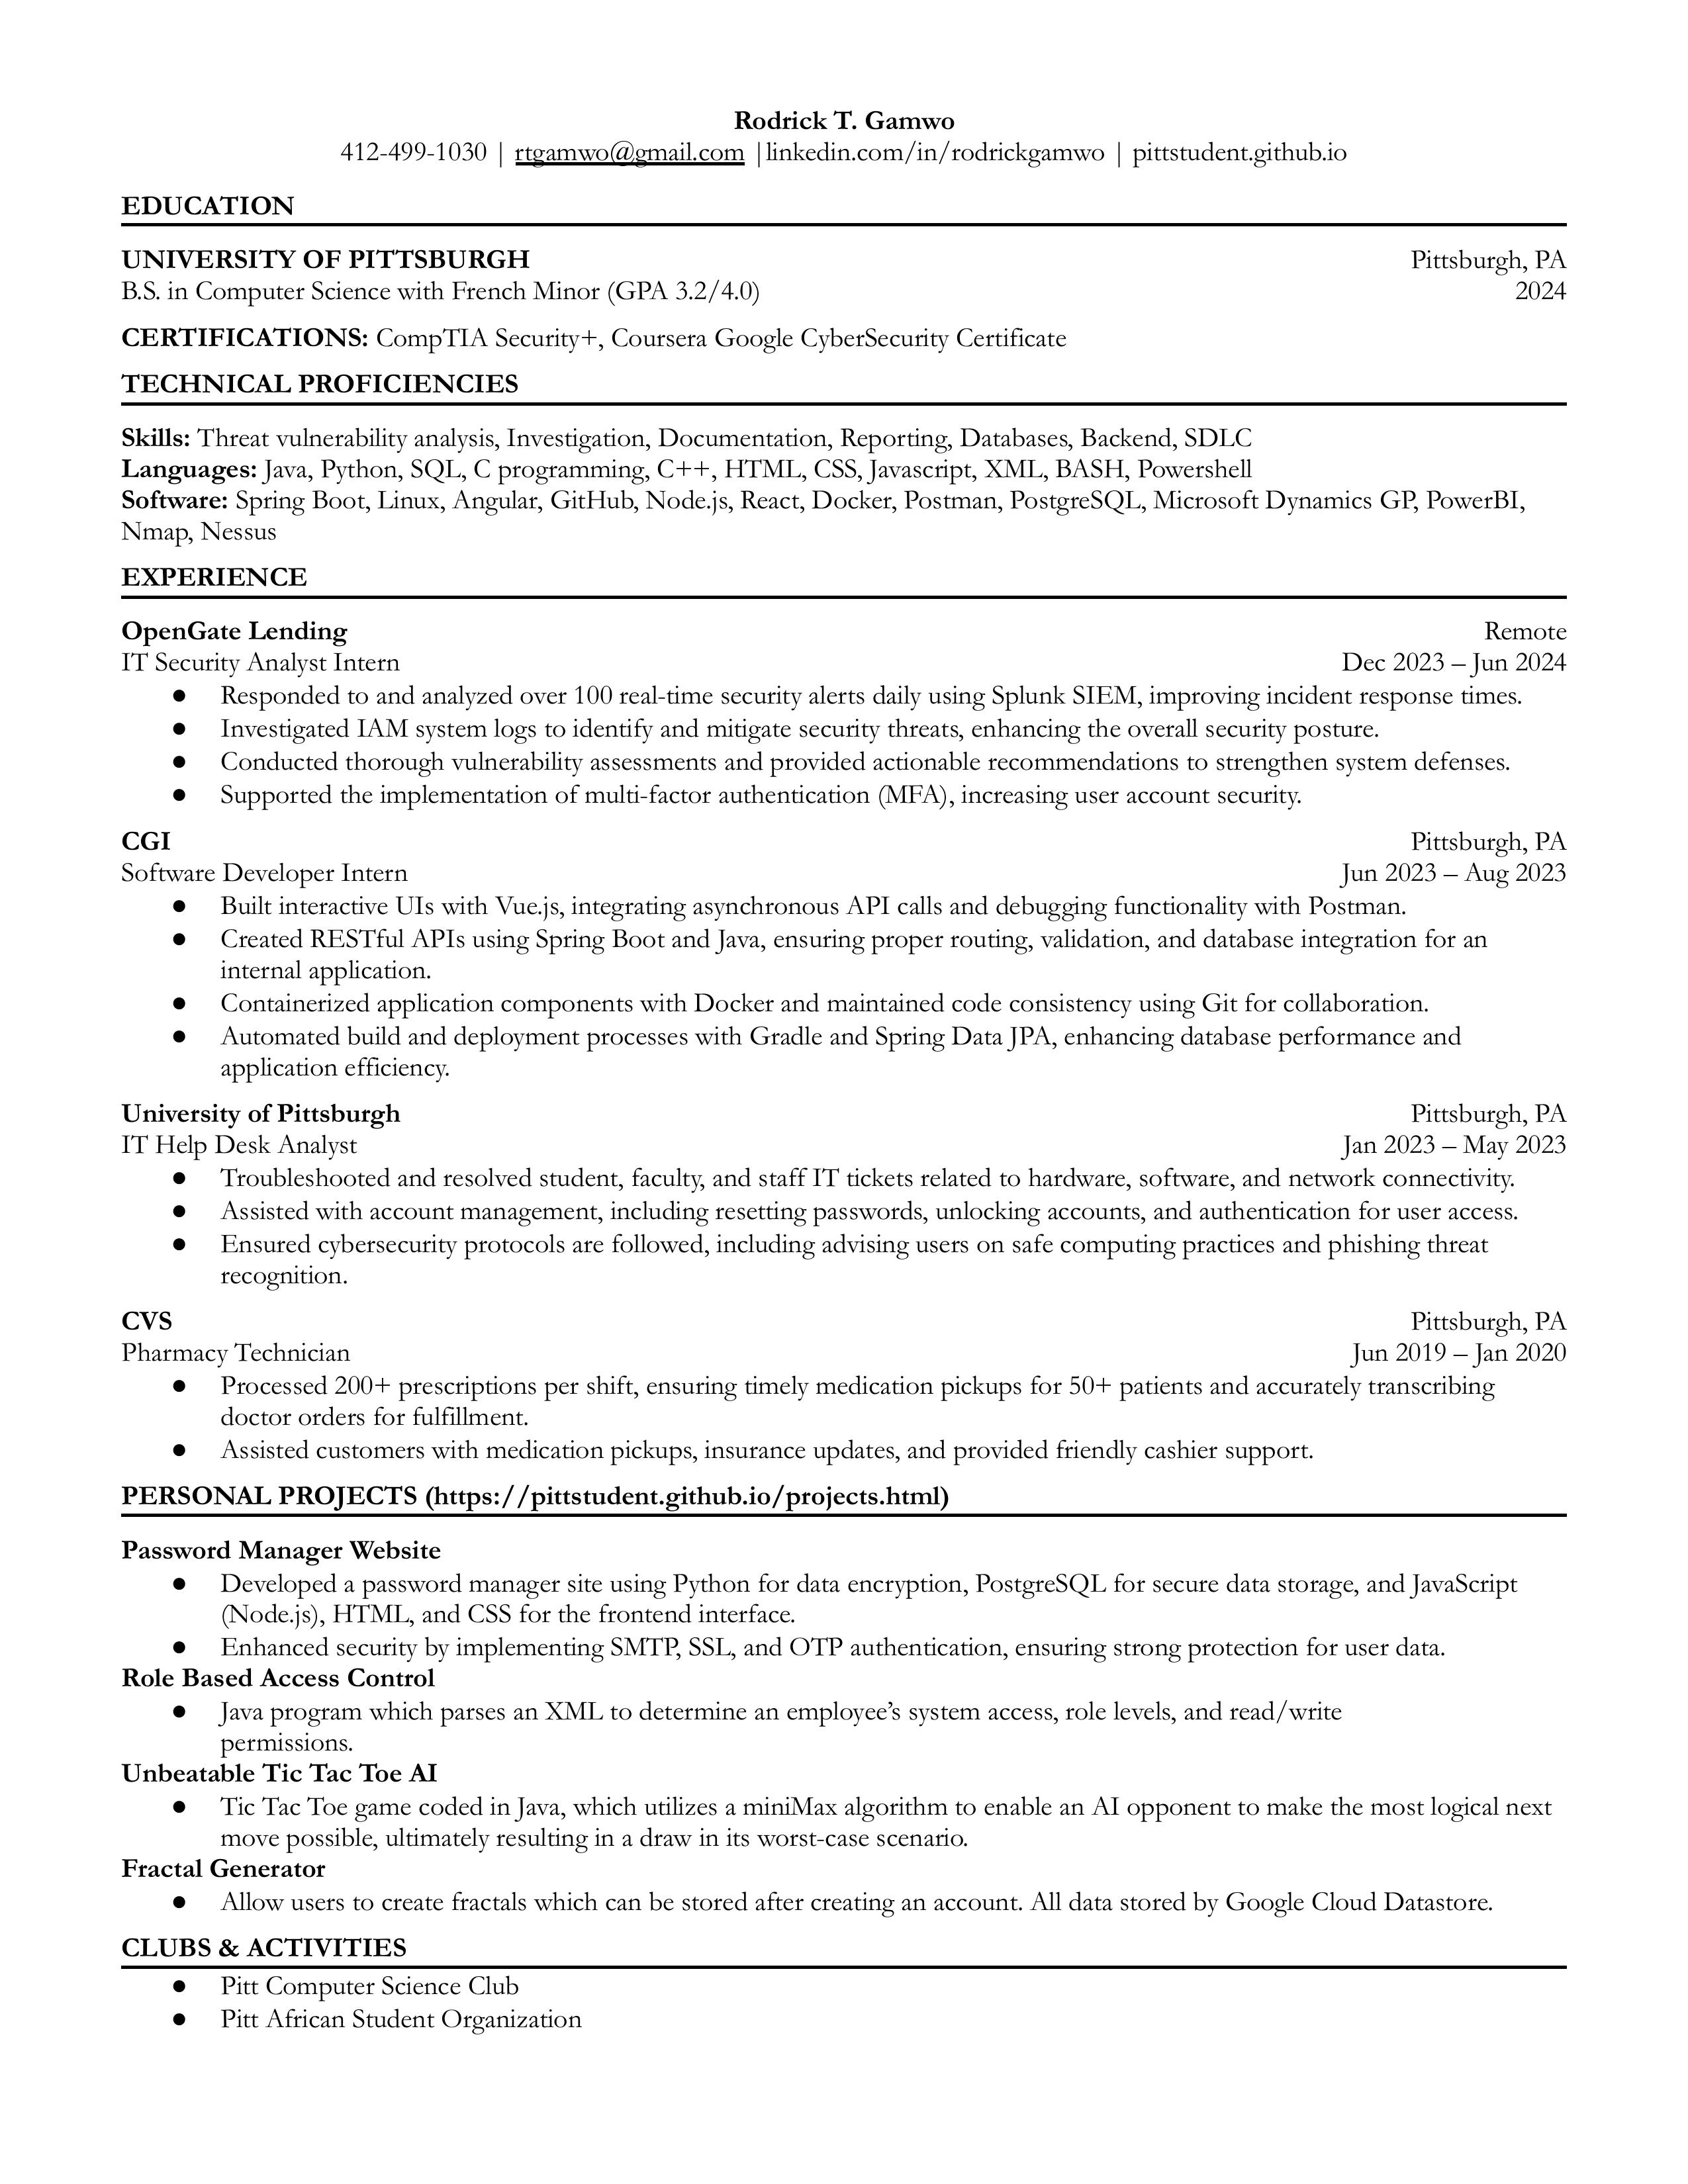 Rodrick T. Gamwo
412-499-1030 | rtgamwo@gmail.com |linkedin.com/in/rodrickgamwo | pittstudent.github.io
EDUCATION
UNIVERSITY OF PITTSBURGH Pittsburgh, PA
B.S. in Computer Science with French Minor (GPA 3.2/4.0) 2024
CERTIFICATIONS: CompTIA Security+, Coursera Google CyberSecurity Certificate
TECHNICAL PROFICIENCIES
Skills: Threat vulnerability analysis, Investigation, Documentation, Reporting, Databases, Backend, SDLC
Languages: Java, Python, SQL, C programming, C++, HTML, CSS, Javascript, XML, BASH, Powershell
Software: Spring Boot, Linux, Angular, GitHub, Node.js, React, Docker, Postman, PostgreSQL, Microsoft Dynamics GP, PowerBI,
Nmap, Nessus
EXPERIENCE
OpenGate Lending Remote
IT Security Analyst Intern Dec 2023 – Jun 2024
● Responded to and analyzed over 100 real-time security alerts daily using Splunk SIEM, improving incident response times.
● Investigated IAM system logs to identify and mitigate security threats, enhancing the overall security posture.
● Conducted thorough vulnerability assessments and provided actionable recommendations to strengthen system defenses.
● Supported the implementation of multi-factor authentication (MFA), increasing user account security.
CGI Pittsburgh, PA
Software Developer Intern Jun 2023 – Aug 2023
● Built interactive UIs with Vue.js, integrating asynchronous API calls and debugging functionality with Postman.
● Created RESTful APIs using Spring Boot and Java, ensuring proper routing, validation, and database integration for an
internal application.
● Containerized application components with Docker and maintained code consistency using Git for collaboration.
● Automated build and deployment processes with Gradle and Spring Data JPA, enhancing database performance and
application efficiency.
University of Pittsburgh Pittsburgh, PA
IT Help Desk Analyst Jan 2023 – May 2023
● Troubleshooted and resolved student, faculty, and staff IT tickets related to hardware, software, and network connectivity.
● Assisted with account management, including resetting passwords, unlocking accounts, and authentication for user access.
● Ensured cybersecurity protocols are followed, including advising users on safe computing practices and phishing threat
recognition.
CVS Pittsburgh, PA
Pharmacy Technician Jun 2019 – Jan 2020
● Processed 200+ prescriptions per shift, ensuring timely medication pickups for 50+ patients and accurately transcribing
doctor orders for fulfillment.
● Assisted customers with medication pickups, insurance updates, and provided friendly cashier support.
PERSONAL PROJECTS (https://pittstudent.github.io/projects.html)
Password Manager Website
● Developed a password manager site using Python for data encryption, PostgreSQL for secure data storage, and JavaScript
(Node.js), HTML, and CSS for the frontend interface.
● Enhanced security by implementing SMTP, SSL, and OTP authentication, ensuring strong protection for user data.
Role Based Access Control
● Java program which parses an XML to determine an employee’s system access, role levels, and read/write
permissions.
Unbeatable Tic Tac Toe AI
● Tic Tac Toe game coded in Java, which utilizes a miniMax algorithm to enable an AI opponent to make the most logical next
move possible, ultimately resulting in a draw in its worst-case scenario.
Fractal Generator
● Allow users to create fractals which can be stored after creating an account. All data stored by Google Cloud Datastore.
CLUBS & ACTIVITIES
● Pitt Computer Science Club
● Pitt African Student Organization